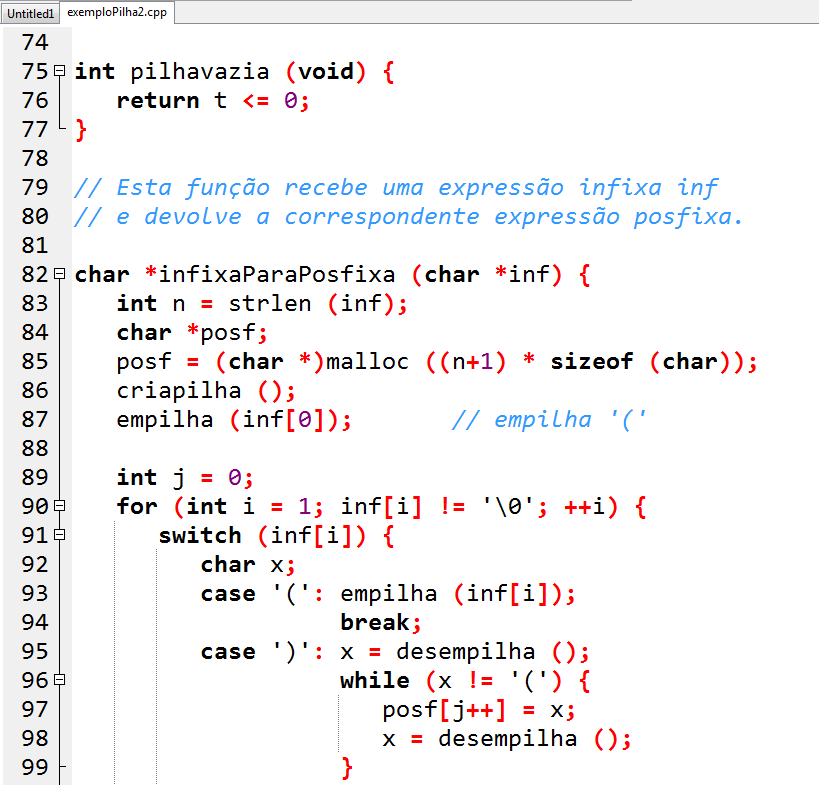 Untitled1 exemploPilha2.cpp
74
75 int pilhavazia (void) {
76    return t <= 0;
77 }
78
79 // Esta função recebe uma expressão infixa inf
80 // e devolve a correspondente expressão posfixa.
81
82 char *infixaParaPosfixa (char *inf) {
83    int n = strlen (inf);
84    char *posf;
85    posf = (char *)malloc ((n+1) * sizeof (char));
86    criapilha ();
87    empilha (inf[0]);       // empilha '('
88
89    int j = 0;
90    for (int i = 1; inf[i] != '\0'; ++i) {
91       switch (inf[i]) {
92          char x;
93          case '(': empilha (inf[i]);
94                    break;
95          case ')': x = desempilha ();
96                    while (x != '(') {
97                       posf[j++] = x;
98                       x = desempilha ();
99                    }